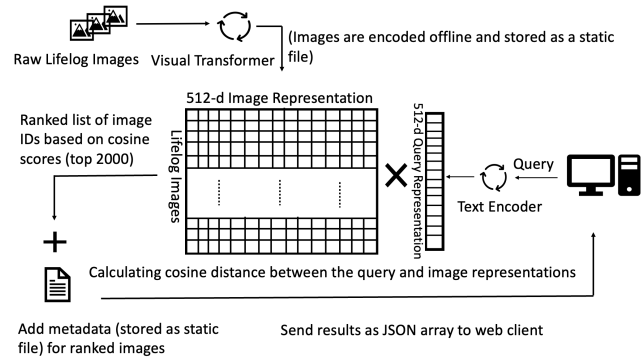 (Images are encoded offline and stored as a static
file)
Raw Lifelog Images
Visual Transformer
512-d Image Representation
Ranked list of image
IDs based on cosine
scores (top 2000)
Lifelog Images
512-d Query Representation
Query
Text Encoder
Calculating cosine distance between the query and image representations
Add metadata (stored as static
file) for ranked images
Send results as JSON array to web client